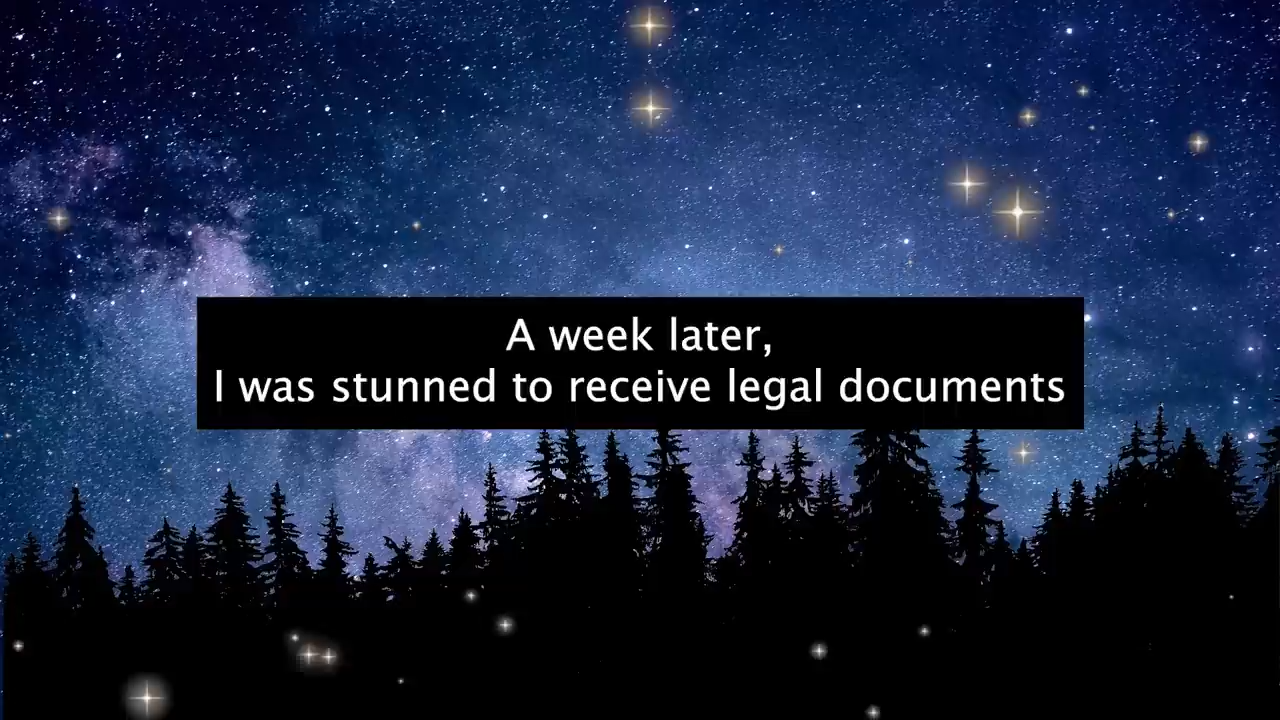 A week later,
I was stunned to receive legal documents